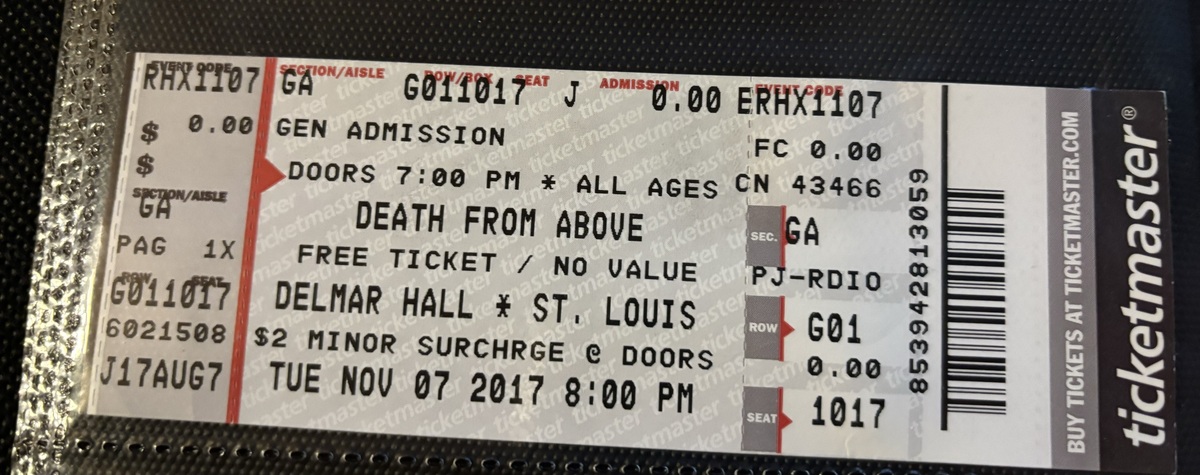 EVENT CODE
RHX1107
$ 0.00
$
SECTION/AISLE
GA
PAG 1X
ROW SEAT
G011017
6021508
J17AUG7
SECTION/AISLE ROW/BOX SEAT ADMISSION EVENT CODE
GA G011017 J 0.00 ERHX1107
GEN ADMISSION
DOORS 7:00 PM * ALL AGES
DEATH FROM ABOVE
FREE TICKET / NO VALUE
DELMAR HALL * ST. LOUIS
$2 MINOR SURCHRGE @ DOORS
TUE NOV 07 2017 8:00 PM
FC 0.00
CN 43466
SEC. GA
PJ-RDIO
ROW G01
0.00
SEAT 1017
853942813059
BUY TICKETS AT TICKETMASTER.COM
ticketmaster®